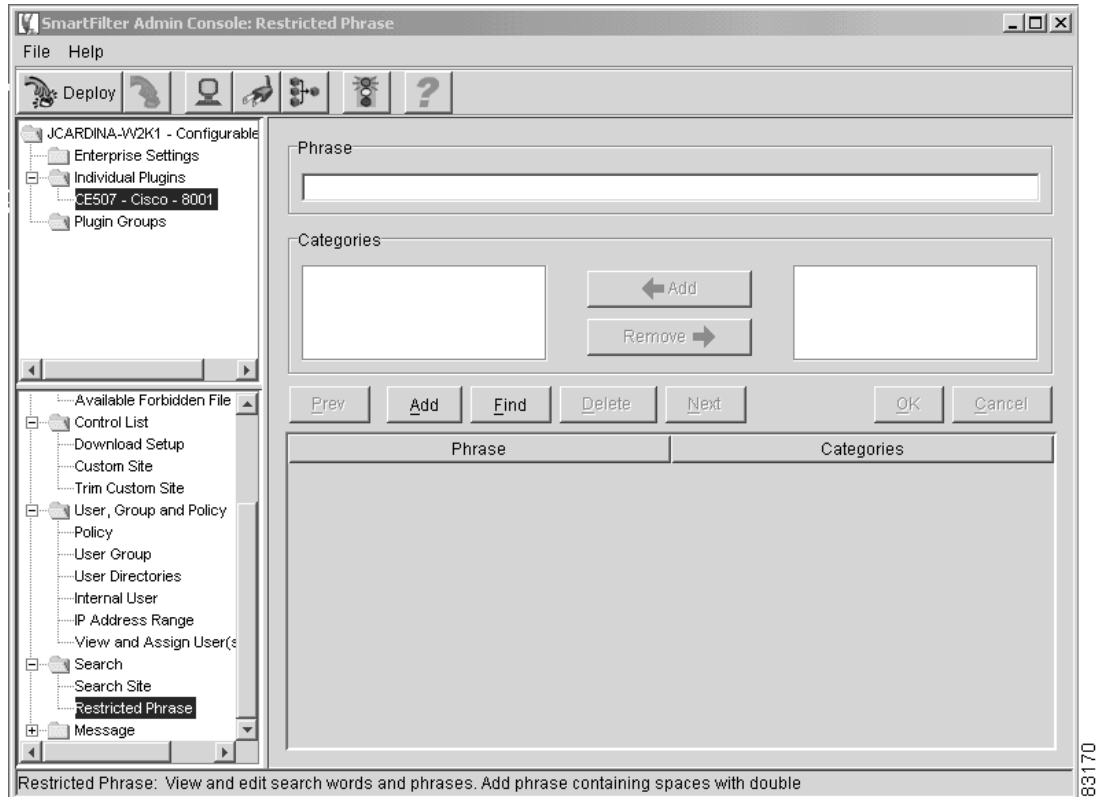 SmartFilter Admin Console: Restricted Phrase
File Help
Deploy
JCARDINA-W2K1 - Configurable
Enterprise Settings
Individual Plugins
CE507 - Cisco - 8001
Plugin Groups
Phrase
Categories
Add
Remove
Available Forbidden File
Control List
Download Setup
Custom Site
Trim Custom Site
User, Group and Policy
Policy
User Group
User Directories
Internal User
IP Address Range
View and Assign User(s
Search
Search Site
Restricted Phrase
Message
Prev Add Find Delete Next OK Cancel
Phrase Categories
Restricted Phrase: View and edit search words and phrases. Add phrase containing spaces with double
83170